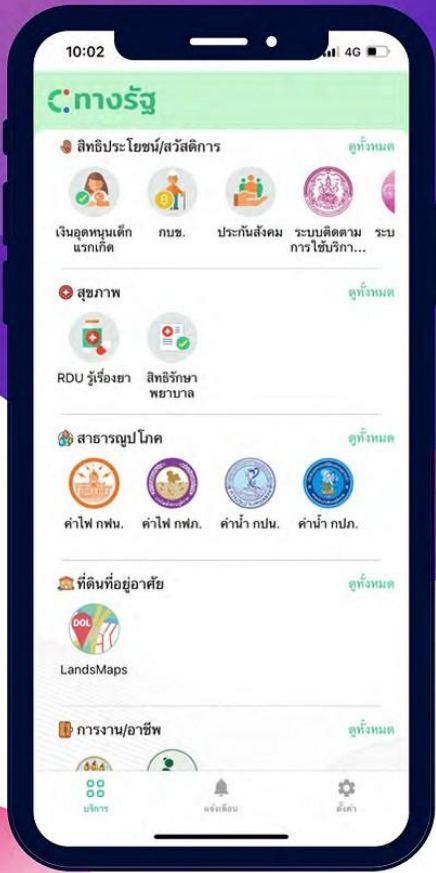 10:02
4G
ทางรัฐ
สิทธิประโยชน์/สวัสดิการ
ดูทั้งหมด
เงินอุดหนุนเด็ก
แรกเกิด
กบข.
ประกันสังคม
ระบบติดตาม
การใช้บริกา...
ระบ
สุขภาพ
ดูทั้งหมด
RDU รู้เรื่องยา
สิทธิรักษา
พยาบาล
สาธารณูปโภค
ดูทั้งหมด
ค่าไฟ กฟน.
ค่าไฟ กฟภ.
ค่าน้ำ กปน.
ค่าน้ำ กปภ.
ที่ดินที่อยู่อาศัย
ดูทั้งหมด
DOL
LandsMaps
การงาน/อาชีพ
ดูทั้งหมด
บริการ
แจ้งเตือน
ตั้งค่า